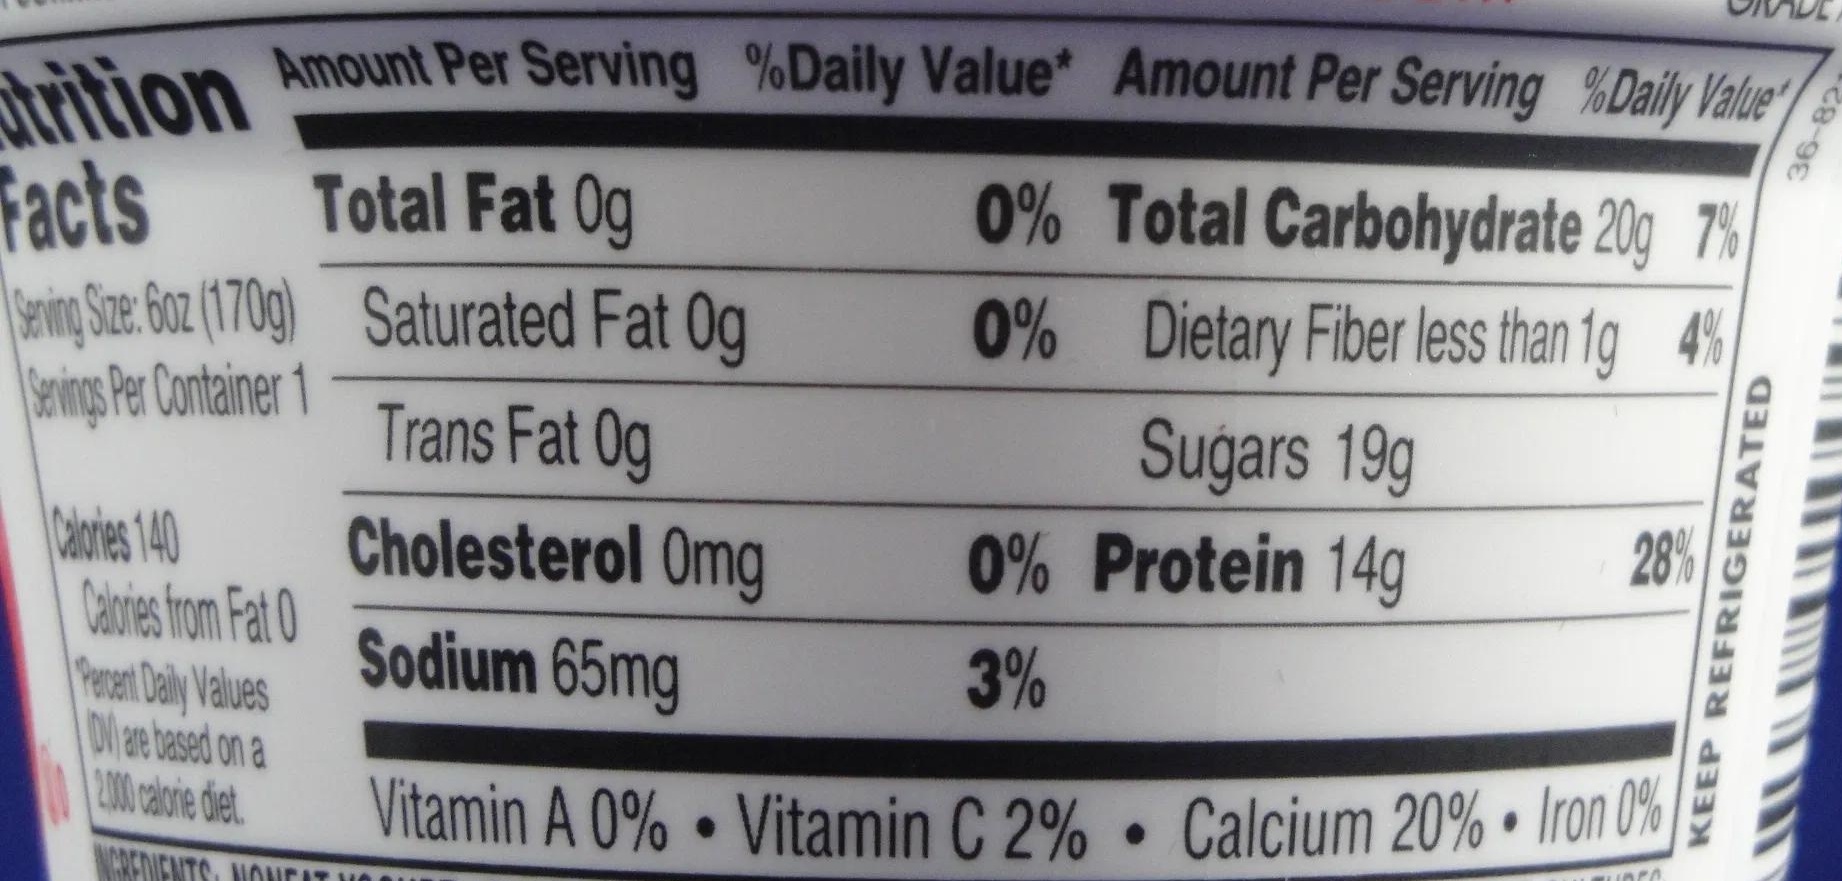 Nutrition
Facts
Serving Size: 6oz (170g)
Servings Per Container 1
Calories 140
Calories from Fat 0
*Percent Daily Values
(DV) are based on a
2,000 calorie diet.
Amount Per Serving %Daily Value* Amount Per Serving %Daily Value*
Total Fat 0g 0% Total Carbohydrate 20g 7%
Saturated Fat 0g 0% Dietary Fiber less than 1g 4%
Trans Fat 0g Sugars 19g
Cholesterol 0mg 0% Protein 14g 28%
Sodium 65mg 3%
Vitamin A 0% • Vitamin C 2% • Calcium 20% • Iron 0%
INGREDIENTS: NONFAT
KEEP REFRIGERATED
GRADE